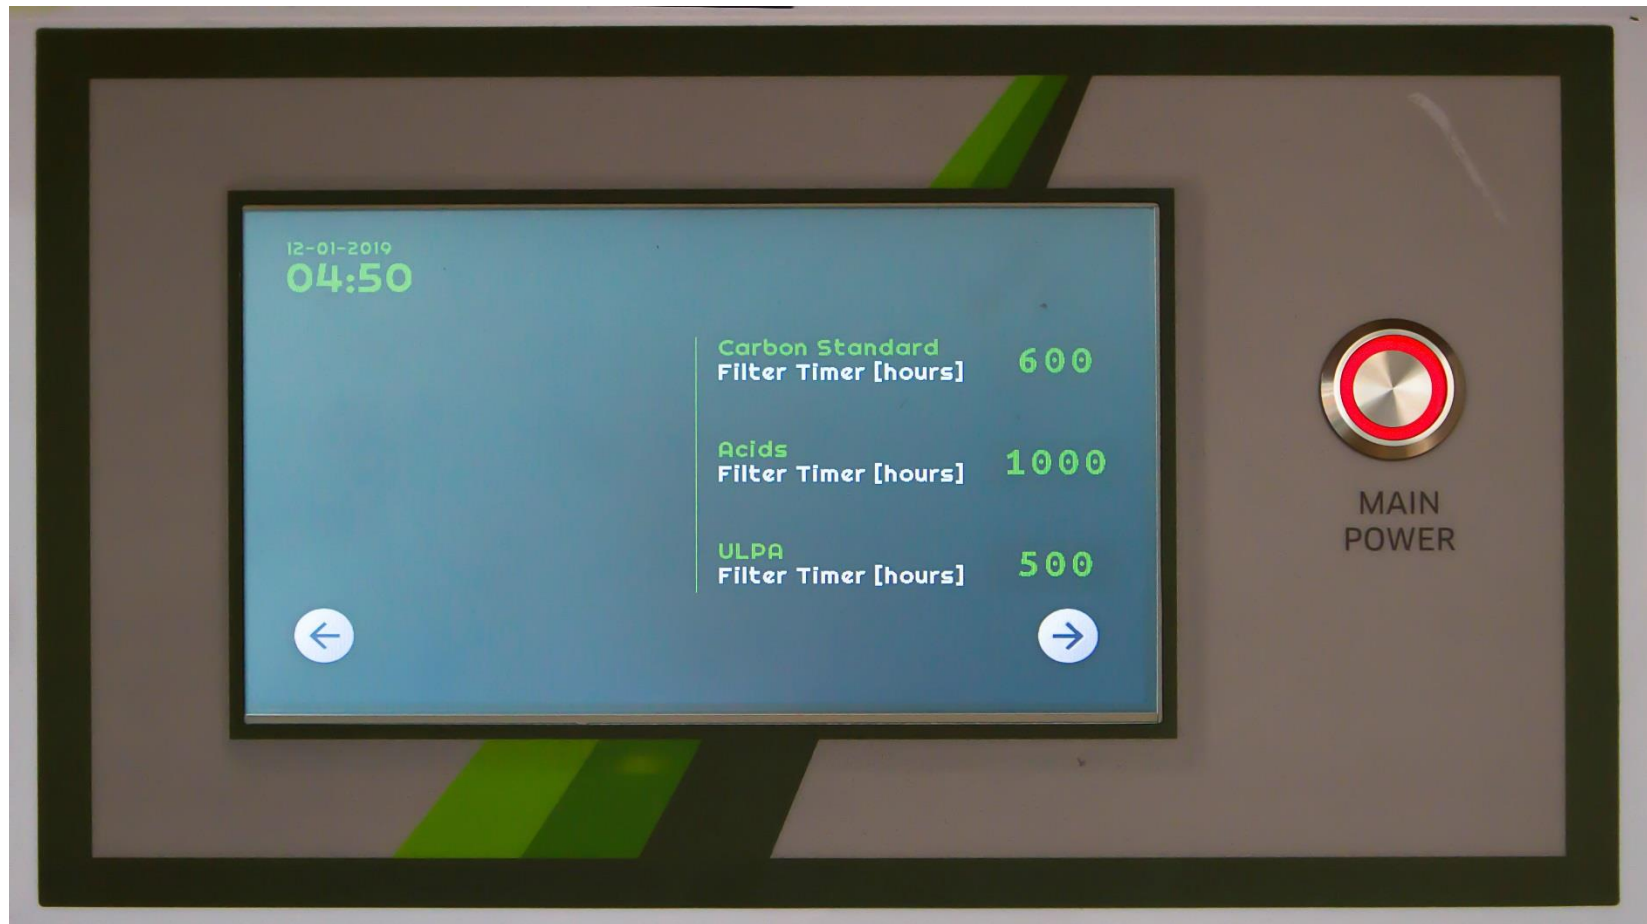 12-01-2019
04:50
Carbon Standard
Filter Timer [hours]
600
Acids
Filter Timer [hours]
1000
ULPA
Filter Timer [hours]
500
MAIN
POWER